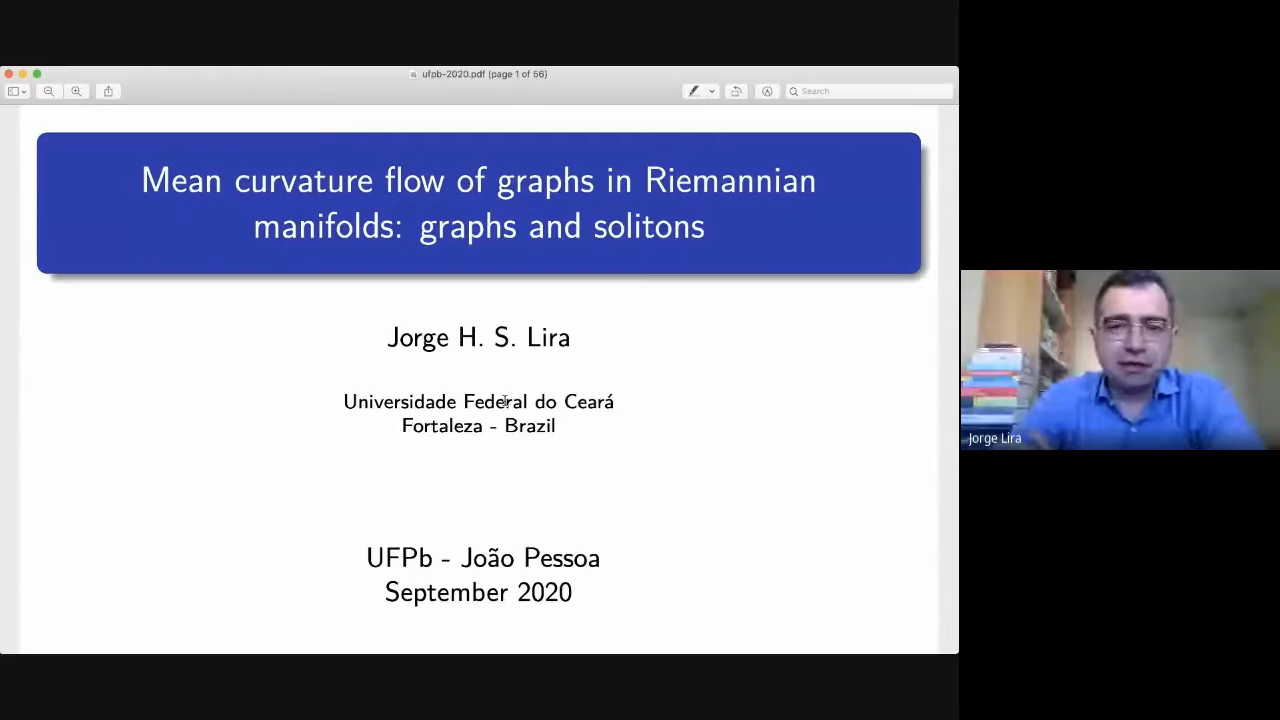 ufpb-2020.pdf (page 1 of 56)
Search
Mean curvature flow of graphs in Riemannian
manifolds: graphs and solitons
Jorge H. S. Lira
Universidade Federal do Ceará
Fortaleza - Brazil
UFPb - João Pessoa
September 2020
Jorge Lira